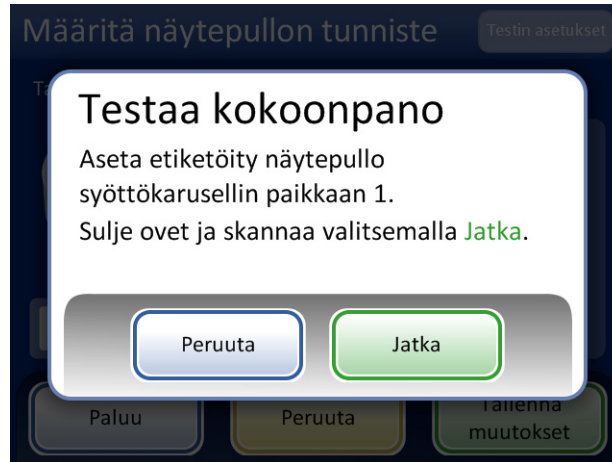 Määritä näytepullon tunniste
Testin asetukset
Testaa kokoonpano
Aseta etiketöity näytepullo
syöttökarusellin paikkaan 1.
Sulje ovet ja skannaa valitsemalla Jatka.
Peruuta
Jatka
Paluu
Peruuta
Tallenna
muutokset